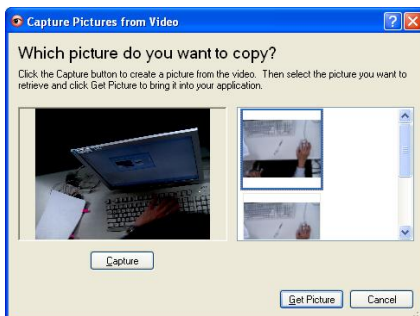 Capture Pictures from Video
Which picture do you want to copy?
Click the Capture button to create a picture from the video. Then select the picture you want to
retrieve and click Get Picture to bring it into your application.
Capture
Get Picture
Cancel